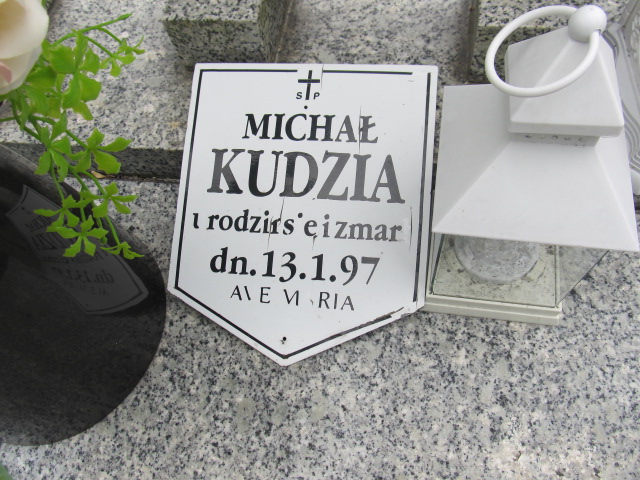 S P
MICHAŁ
KUDZIA
urodził się i zmarł
dn. 13.1.97
AVE MARIA